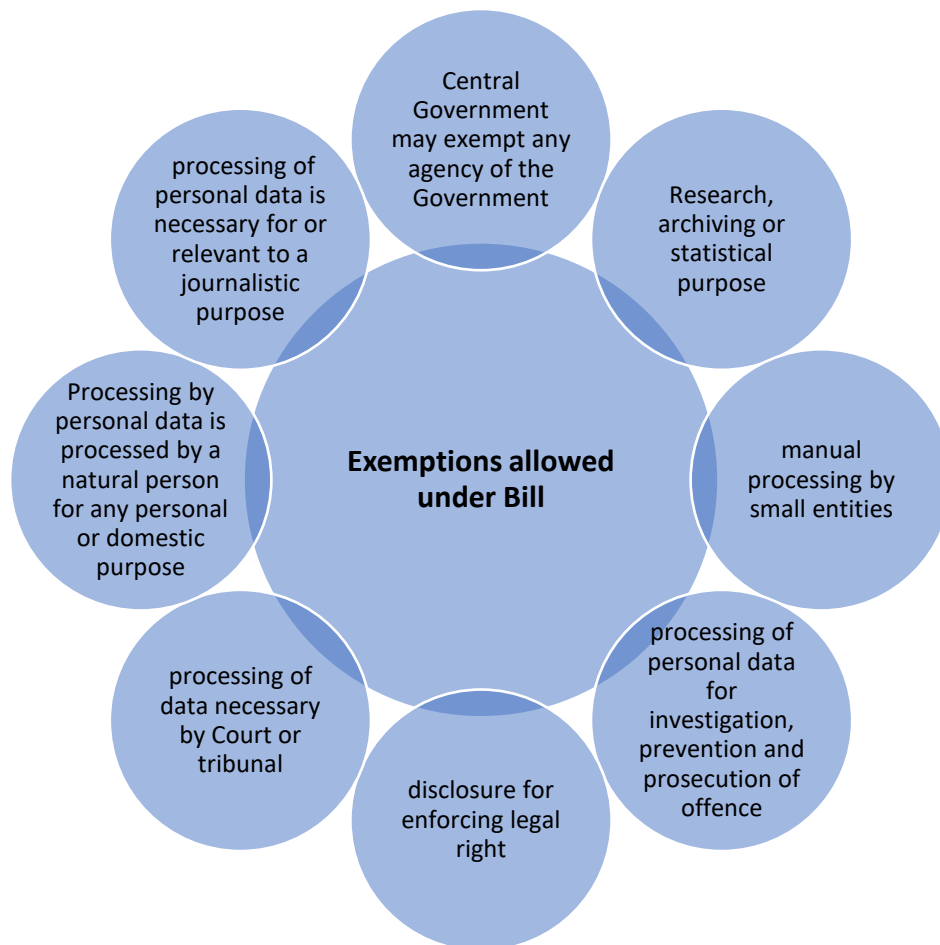 Central
Government
may exempt any
agency of the
Government
Research,
archiving or
statistical
purpose
manual
processing by
small entities
processing of
personal data
for
investigation,
prevention and
prosecution of
offence
disclosure for
enforcing legal
right
processing of
data necessary
by Court or
tribunal
Processing by
personal data is
processed by a
natural person
for any personal
or domestic
purpose
processing of
personal data is
necessary for or
relevant to a
journalistic
purpose
Exemptions allowed
under Bill